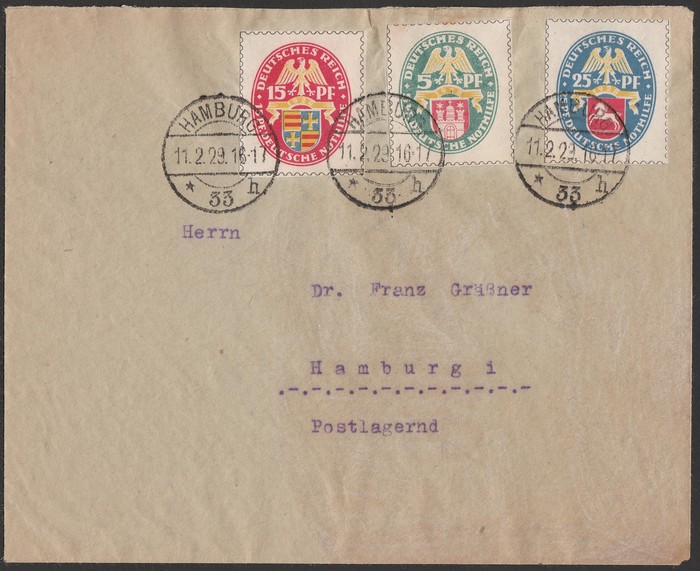 DEUTSCHES REICH
15 PF
DEUTSCHE NOTHILFE
DEUTSCHES REICH
5 PF
DEUTSCHE NOTHILFE
DEUTSCHES REICH
25 PF
DEUTSCHE NOTHILFE
HAMBURG
11.2.29.16-17
* 33 h
HAMBURG
11.2.29.16-17
* 33 h
HAMBURG
11.2.29.16-17
* 33 h
Herrn
Dr. Franz Gräßner
Hamburg i
Postlagernd